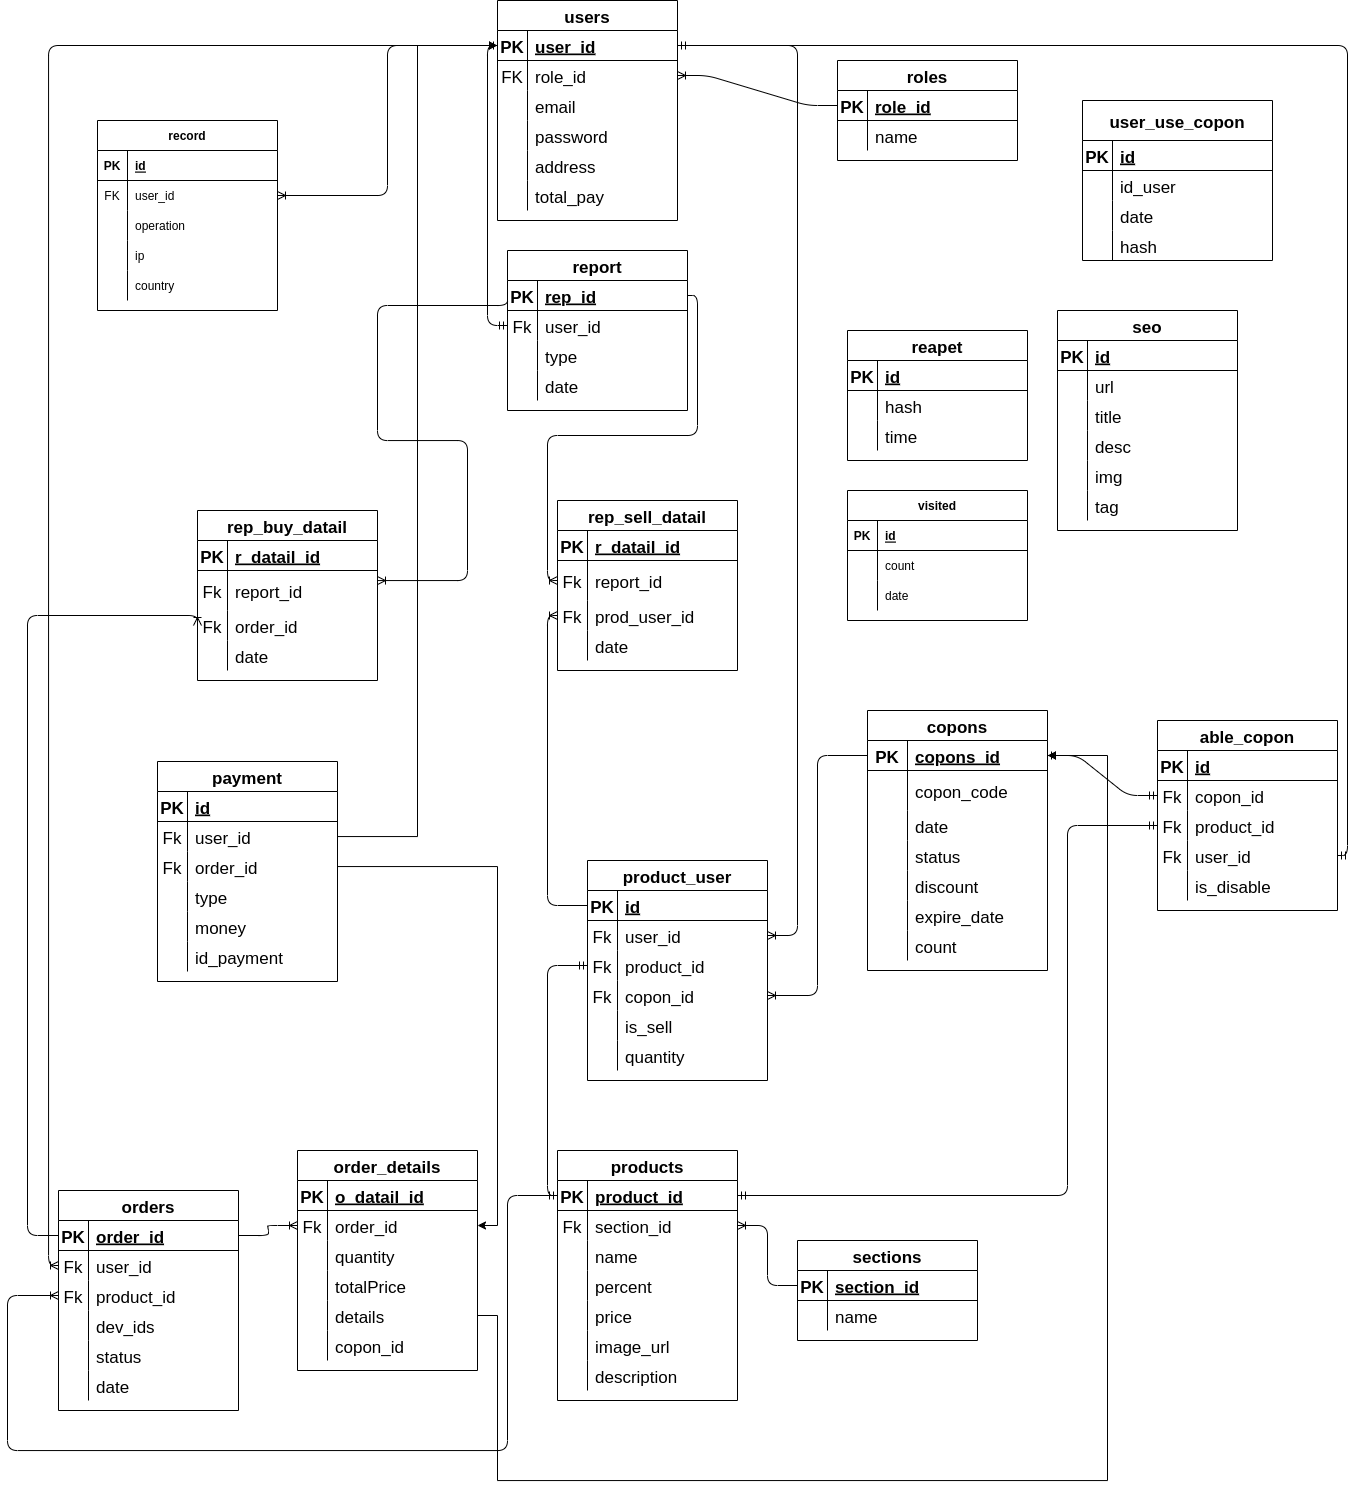 users
PK user_id
FK role_id
email
password
address
total_pay
roles
PK role_id
name
user_use_copon
PK id
id_user
date
hash
record
PK id
FK user_id
operation
ip
country
report
PK rep_id
Fk user_id
type
date
reapet
PK id
hash
time
seo
PK id
url
title
desc
img
tag
visited
PK id
count
date
rep_buy_datail
PK r_datail_id
Fk report_id
Fk order_id
date
rep_sell_datail
PK r_datail_id
Fk report_id
Fk prod_user_id
date
payment
PK id
Fk user_id
Fk order_id
type
money
id_payment
copons
PK copons_id
copon_code
date
status
discount
expire_date
count
able_copon
PK id
Fk copon_id
Fk product_id
Fk user_id
is_disable
product_user
PK id
Fk user_id
Fk product_id
Fk copon_id
is_sell
quantity
orders
PK order_id
Fk user_id
Fk product_id
dev_ids
status
date
order_details
PK o_datail_id
Fk order_id
quantity
totalPrice
details
copon_id
products
PK product_id
Fk section_id
name
percent
price
image_url
description
sections
PK section_id
name